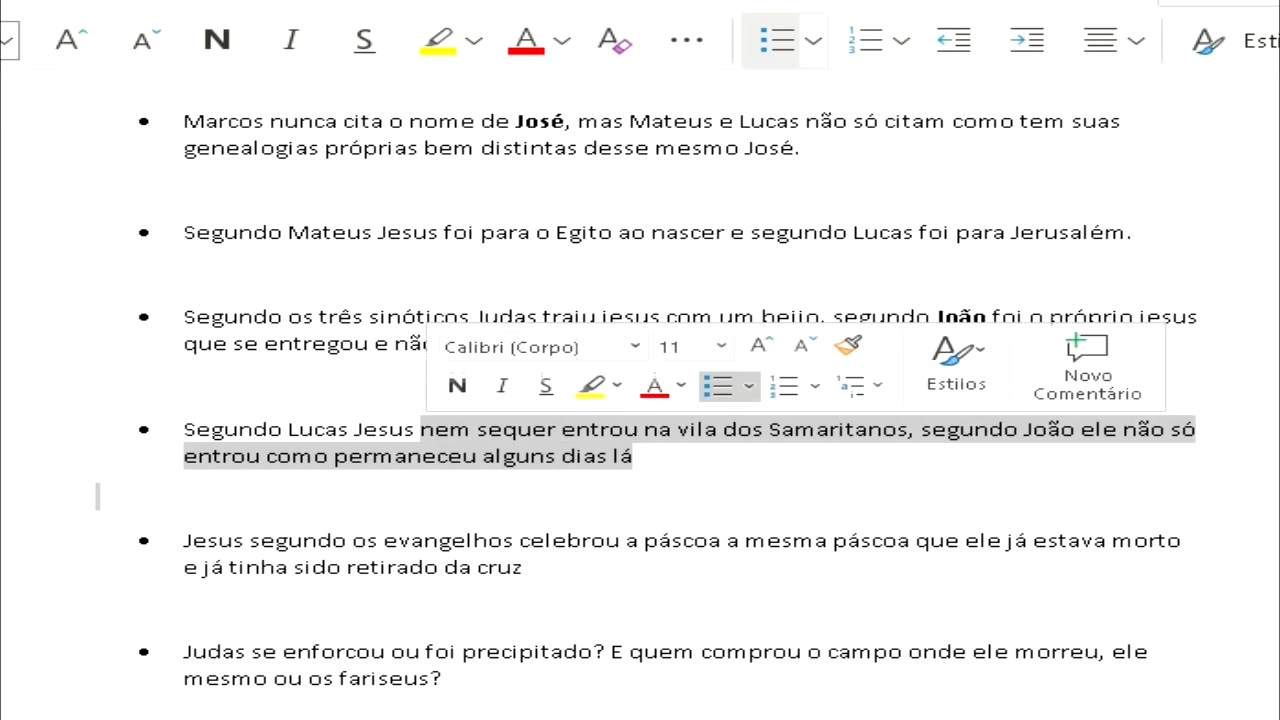 A A N I S A A ... Esti
Marcos nunca cita o nome de José, mas Mateus e Lucas não só citam como tem suas
genealogias próprias bem distintas desse mesmo José.
Segundo Mateus Jesus foi para o Egito ao nascer e segundo Lucas foi para Jerusalém.
Segundo os três sinóticos Judas traiu jesus com um beijo, segundo João foi o próprio jesus
que se entregou e
Calibri (Corpo) 11 A A
N I S A Estilos Novo
Comentário
Segundo Lucas Jesus nem sequer entrou na vila dos Samaritanos, segundo João ele não só
entrou como permaneceu alguns dias lá
Jesus segundo os evangelhos celebrou a páscoa a mesma páscoa que ele já estava morto
e já tinha sido retirado da cruz
Judas se enforcou ou foi precipitado? E quem comprou o campo onde ele morreu, ele
mesmo ou os fariseus?